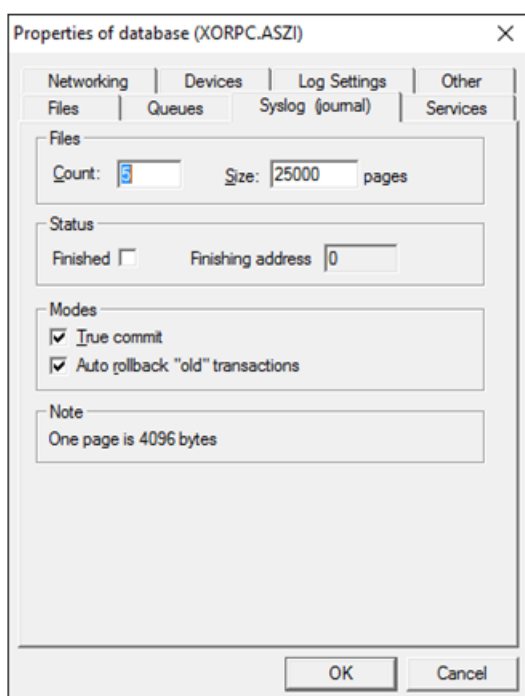 Properties of database (XORPC.ASZI)
Networking Devices Log Settings Other
Files Queues Syslog (journal) Services
Files
Count: 5 Size: 25000 pages
Status
Finished Finishing address 0
Modes
True commit
Auto rollback "old" transactions
Note
One page is 4096 bytes
OK Cancel